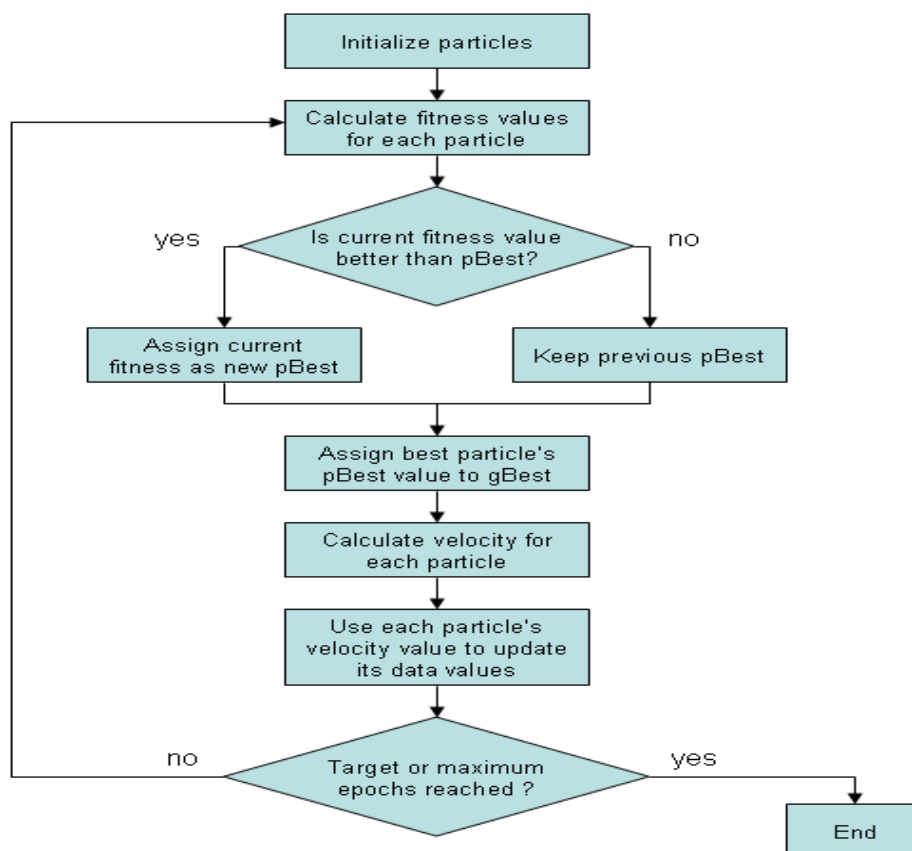 Initialize particles
Calculate fitness values
for each particle
yes
Is current fitness value
better than pBest?
no
Assign current
fitness as new pBest
Keep previous pBest
Assign best particle's
pBest value to gBest
Calculate velocity for
each particle
Use each particle's
velocity value to update
its data values
no
Target or maximum
epochs reached ?
yes
End